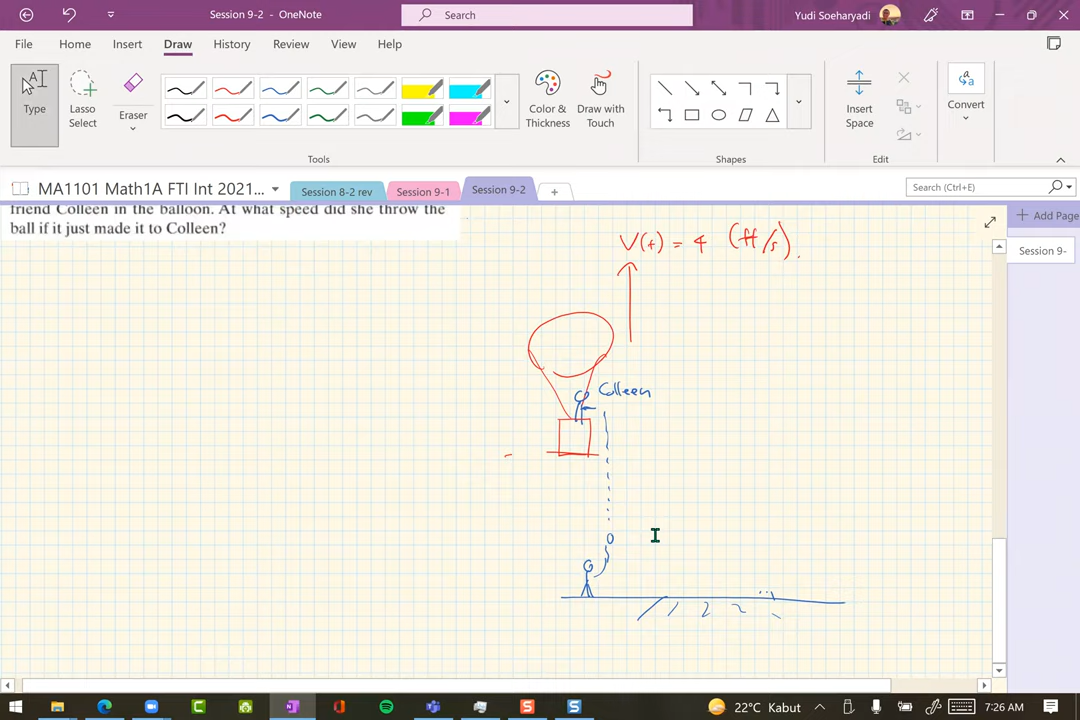 Session 9-2 - OneNote
Search
Yudi Soeharyadi
File Home Insert Draw History Review View Help
Type
Lasso Select
Eraser
Color & Thickness
Draw with Touch
Insert Space
Convert
Tools
Shapes
Edit
MA1101 Math1A FTI Int 2021...
Session 8-2 rev
Session 9-1
Session 9-2
Search (Ctrl+E)
Add Page
Session 9-
friend Colleen in the balloon. At what speed did she throw the
ball if it just made it to Colleen?
V(t) = 4 (ft/s).
Colleen
22°C Kabut
7:26 AM